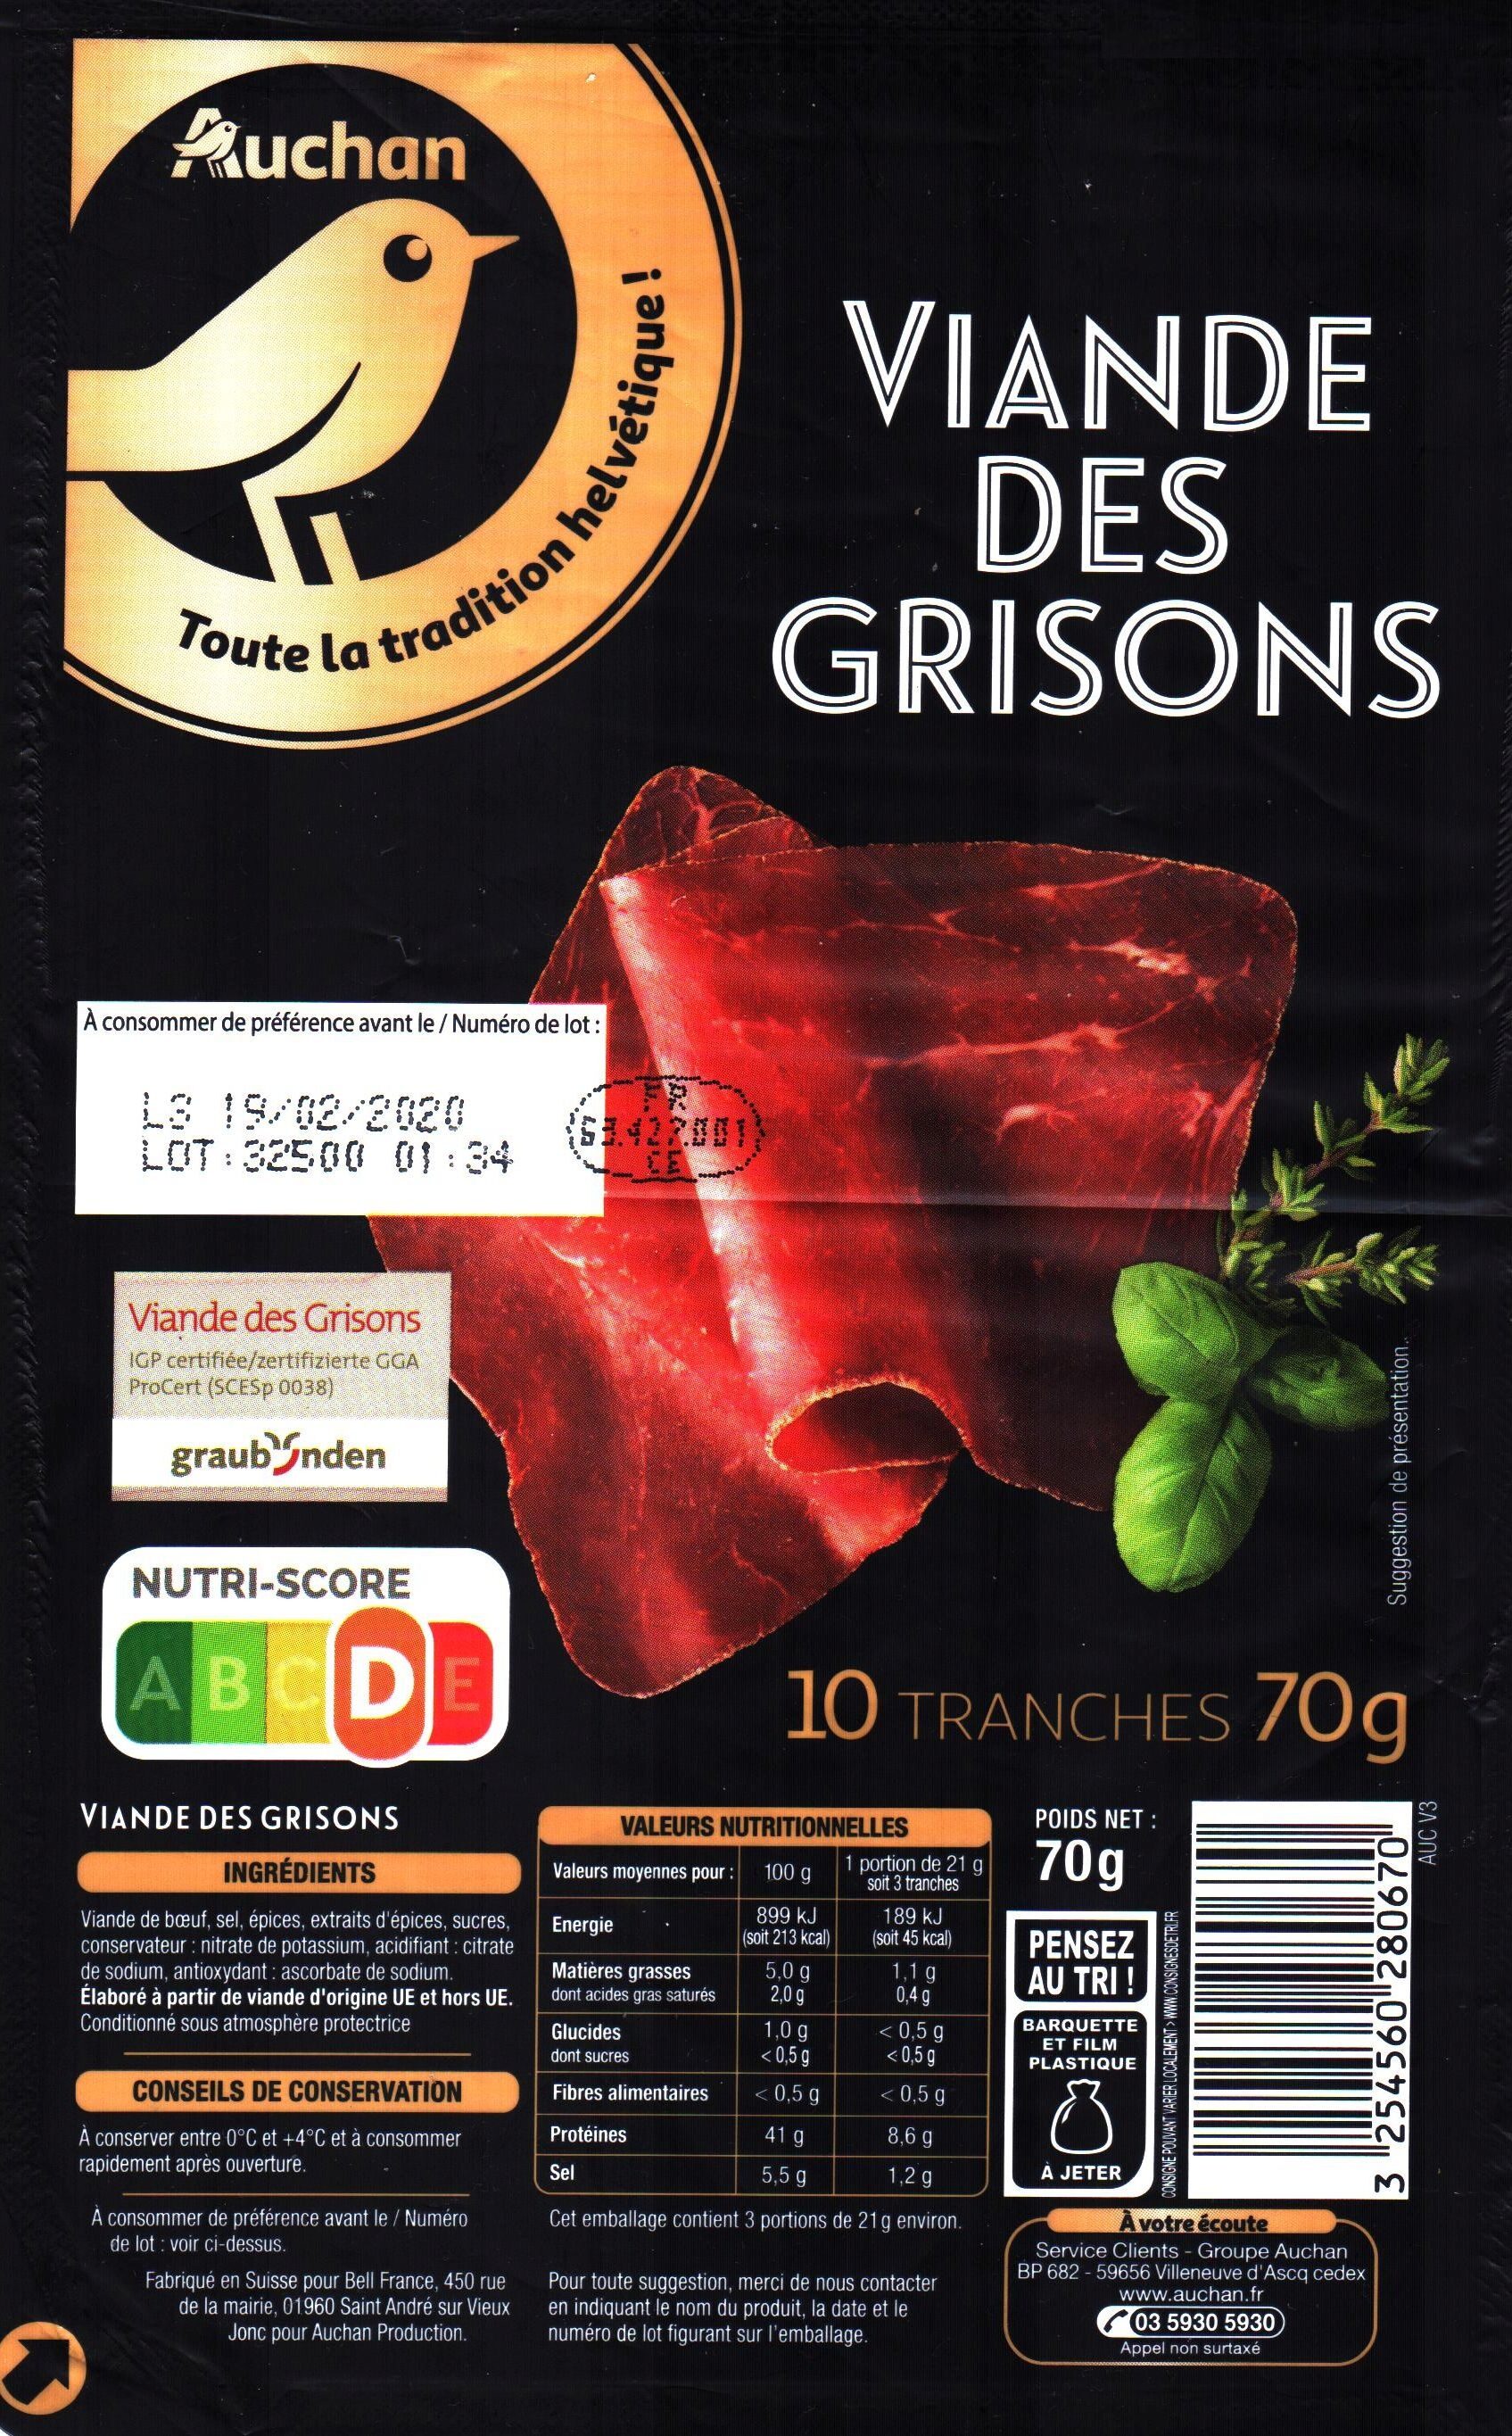 Auchan
Toute la tradition helvétique !
VIANDE
DES
GRISONS
À consommer de préférence avant le / Numéro de lot :
L3 19/02/2020
LOT : 32500 01 : 34
FR
63.427.001
CE
Viande des Grisons
IGP certifiée/zertifizierte GGA
ProCert (SCESp 0038)
graubünden
Suggestion de présentation.
NUTRI-SCORE
A B C D E
10 TRANCHES 70g
VIANDE DES GRISONS
INGRÉDIENTS
Viande de bœuf, sel, épices, extraits d'épices, sucres,
conservateur : nitrate de potassium, acidifiant : citrate
de sodium, antioxydant : ascorbate de sodium.
Élaboré à partir de viande d'origine UE et hors UE.
Conditionné sous atmosphère protectrice
CONSEILS DE CONSERVATION
À conserver entre 0°C et +4°C et à consommer
rapidement après ouverture.
À consommer de préférence avant le / Numéro
de lot : voir ci-dessus.
Fabriqué en Suisse pour Bell France, 450 rue
de la mairie, 01960 Saint André sur Vieux
Jonc pour Auchan Production.
VALEURS NUTRITIONNELLES
Valeurs moyennes pour : 100 g 1 portion de 21 g
soit 3 tranches
Energie 899 kJ 189 kJ
(soit 213 kcal) (soit 45 kcal)
Matières grasses 5,0 g 1,1 g
dont acides gras saturés 2,0 g 0,4 g
Glucides 1,0 g < 0,5 g
dont sucres < 0,5 g < 0,5 g
Fibres alimentaires < 0,5 g < 0,5 g
Protéines 41 g 8,6 g
Sel 5,5 g 1,2 g
Cet emballage contient 3 portions de 21 g environ.
Pour toute suggestion, merci de nous contacter
en indiquant le nom du produit, la date et le
numéro de lot figurant sur l'emballage.
POIDS NET :
70g
PENSEZ
AU TRI !
BARQUETTE
ET FILM
PLASTIQUE
À JETER
CONSIGNE POUVANT VARIER LOCALEMENT > WWW.CONSIGNESDETRI.FR
3 254560 280670
AUC V3
À votre écoute
Service Clients - Groupe Auchan
BP 682 - 59656 Villeneuve d'Ascq cedex
www.auchan.fr
03 5930 5930
Appel non surtaxé